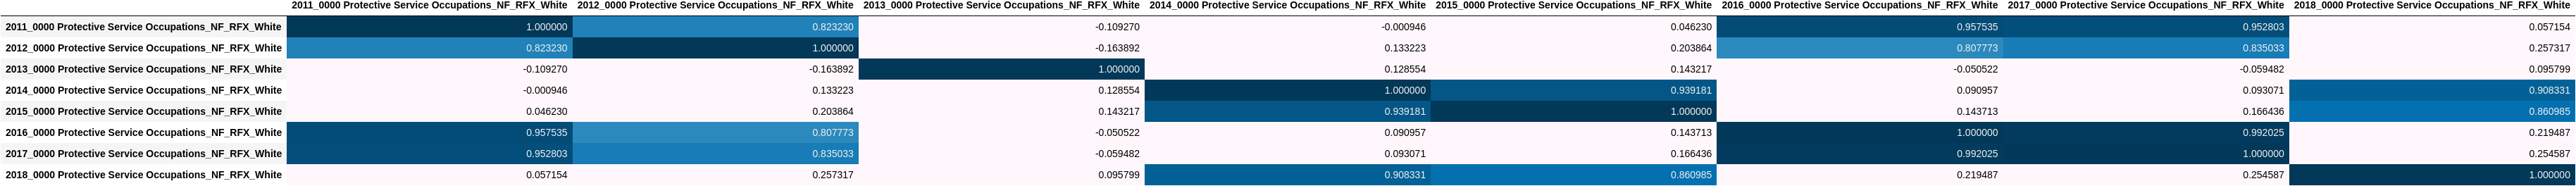 2011_0000 Protective Service Occupations_NF_RFX_White 2012_0000 Protective Service Occupations_NF_RFX_White 2013_0000 Protective Service Occupations_NF_RFX_White 2014_0000 Protective Service Occupations_NF_RFX_White 2015_0000 Protective Service Occupations_NF_RFX_White 2016_0000 Protective Service Occupations_NF_RFX_White 2017_0000 Protective Service Occupations_NF_RFX_White 2018_0000 Protective Service Occupations_NF_RFX_White
2011_0000 Protective Service Occupations_NF_RFX_White 1.000000 0.823230 -0.109270 -0.000946 0.046230 0.957535 0.952803 0.057154
2012_0000 Protective Service Occupations_NF_RFX_White 0.823230 1.000000 -0.163892 0.133223 0.203864 0.807773 0.835033 0.257317
2013_0000 Protective Service Occupations_NF_RFX_White -0.109270 -0.163892 1.000000 0.128554 0.143217 -0.050522 -0.059482 0.095799
2014_0000 Protective Service Occupations_NF_RFX_White -0.000946 0.133223 0.128554 1.000000 0.939181 0.090957 0.093071 0.908331
2015_0000 Protective Service Occupations_NF_RFX_White 0.046230 0.203864 0.143217 0.939181 1.000000 0.143713 0.166436 0.860985
2016_0000 Protective Service Occupations_NF_RFX_White 0.957535 0.807773 -0.050522 0.090957 0.143713 1.000000 0.992025 0.219487
2017_0000 Protective Service Occupations_NF_RFX_White 0.952803 0.835033 -0.059482 0.093071 0.166436 0.992025 1.000000 0.254587
2018_0000 Protective Service Occupations_NF_RFX_White 0.057154 0.257317 0.095799 0.908331 0.860985 0.219487 0.254587 1.000000